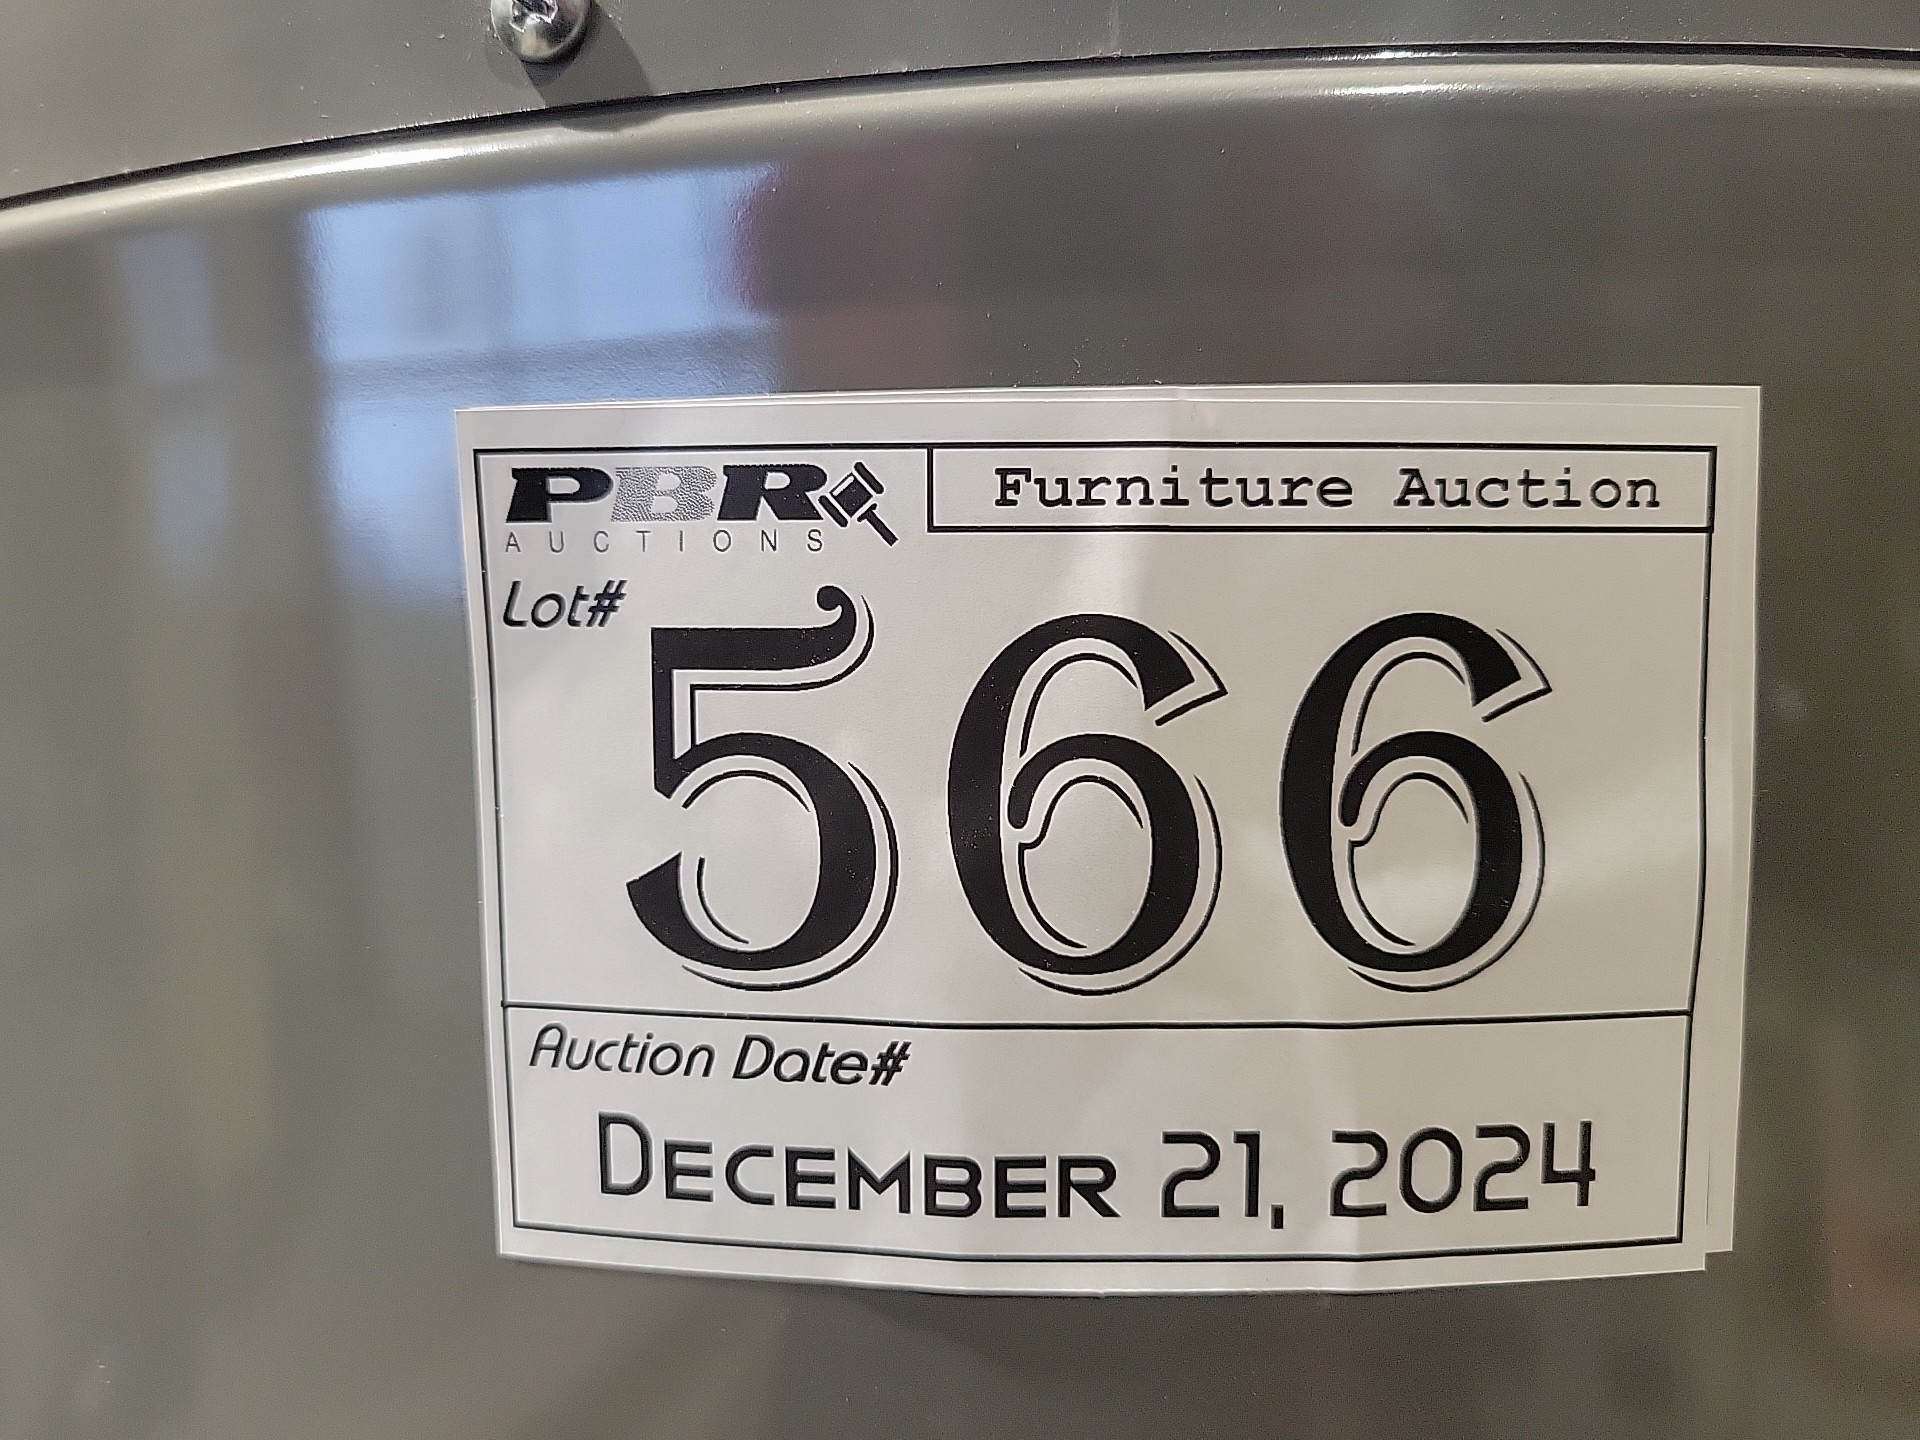 PBR
AUCTIONS
Furniture Auction
Lot#
566
Auction Date#
DECEMBER 21, 2024